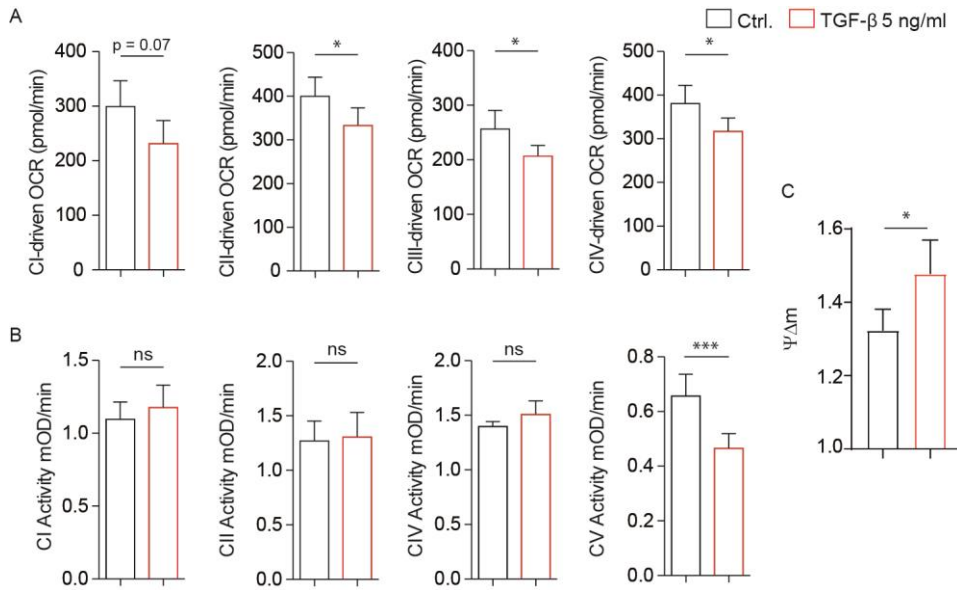 A
Ctrl.
TGF-β 5 ng/ml
CI-driven OCR (pmol/min)
400
300
200
100
0
p = 0.07
CII-driven OCR (pmol/min)
500
400
300
200
100
0
*
CIII-driven OCR (pmol/min)
400
300
200
100
0
*
CIV-driven OCR (pmol/min)
500
400
300
200
100
0
*
B
CI Activity mOD/min
1.5
1.0
0.5
0.0
ns
CII Activity mOD/min
2.0
1.5
1.0
0.5
0.0
ns
CIV Activity mOD/min
2.0
1.5
1.0
0.5
0.0
ns
CV Activity mOD/min
0.8
0.6
0.4
0.2
0.0
***
C
ΨΔm
1.6
1.4
1.2
1.0
*